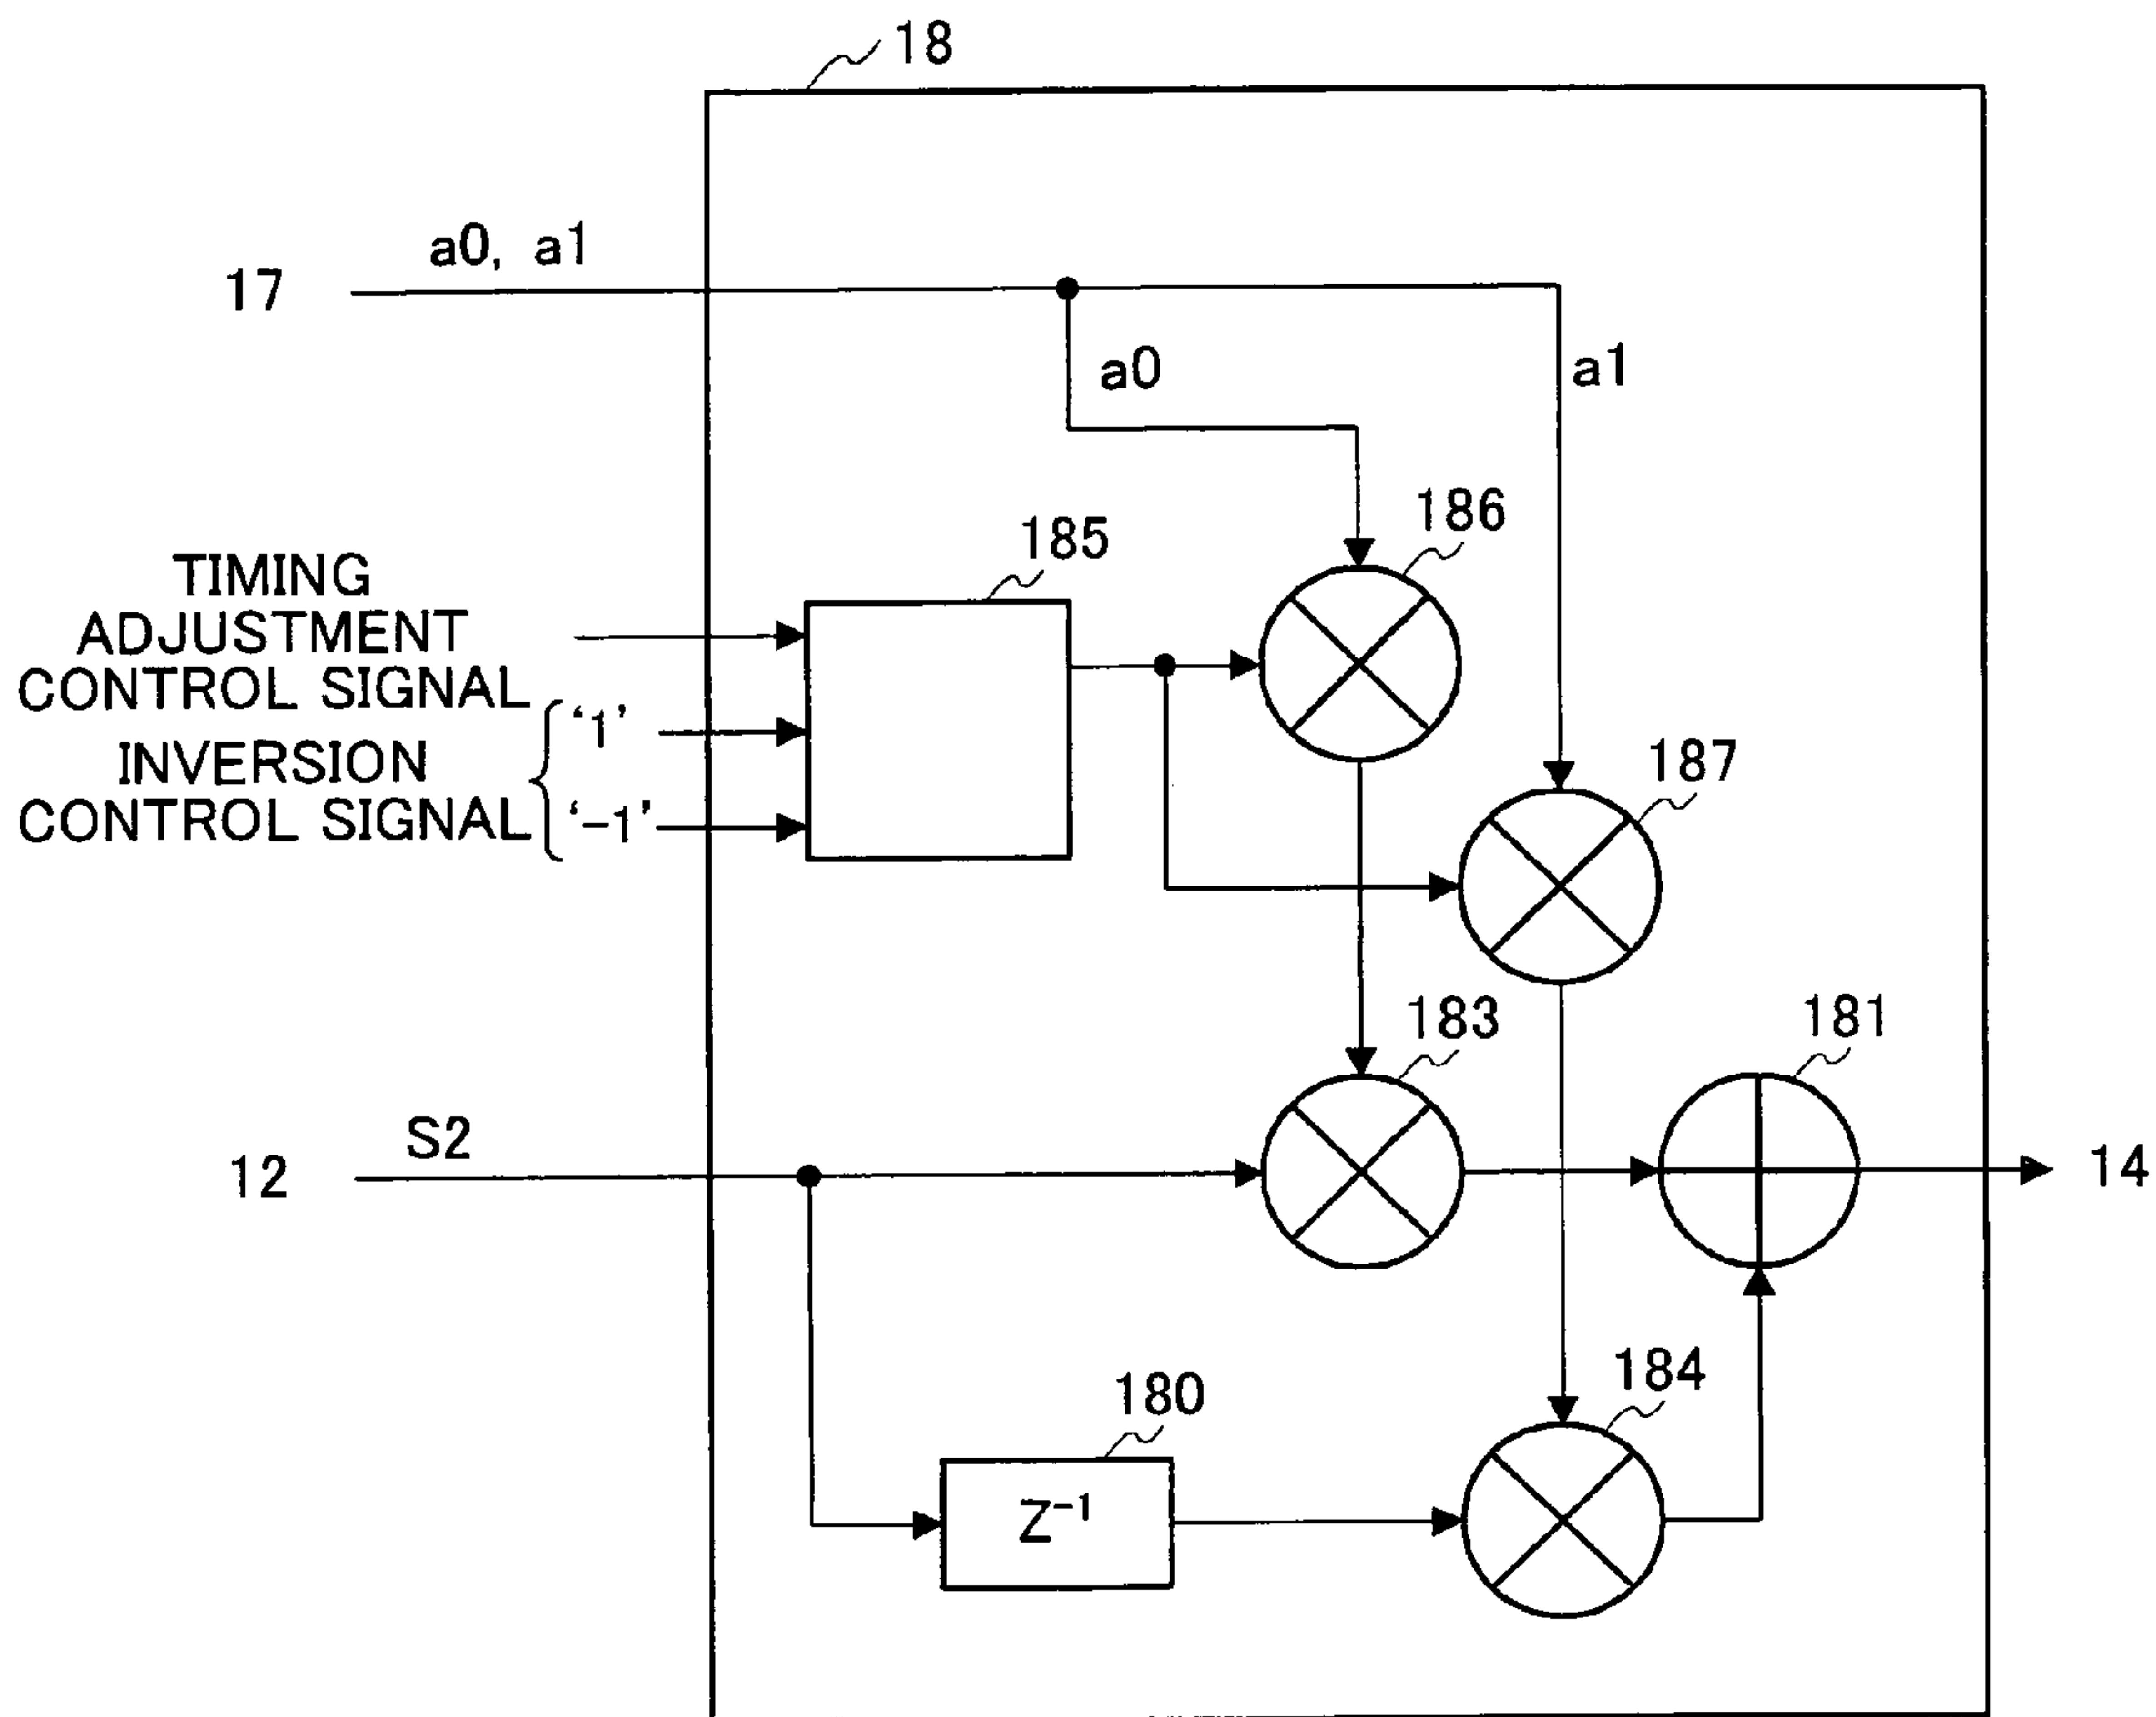 18
a0, a1
17
a0
a1
186
185
TIMING
ADJUSTMENT
CONTROL SIGNAL
INVERSION
CONTROL SIGNAL
‘1’
‘−1’
187
183
181
S2
12
14
184
180
Z⁻¹